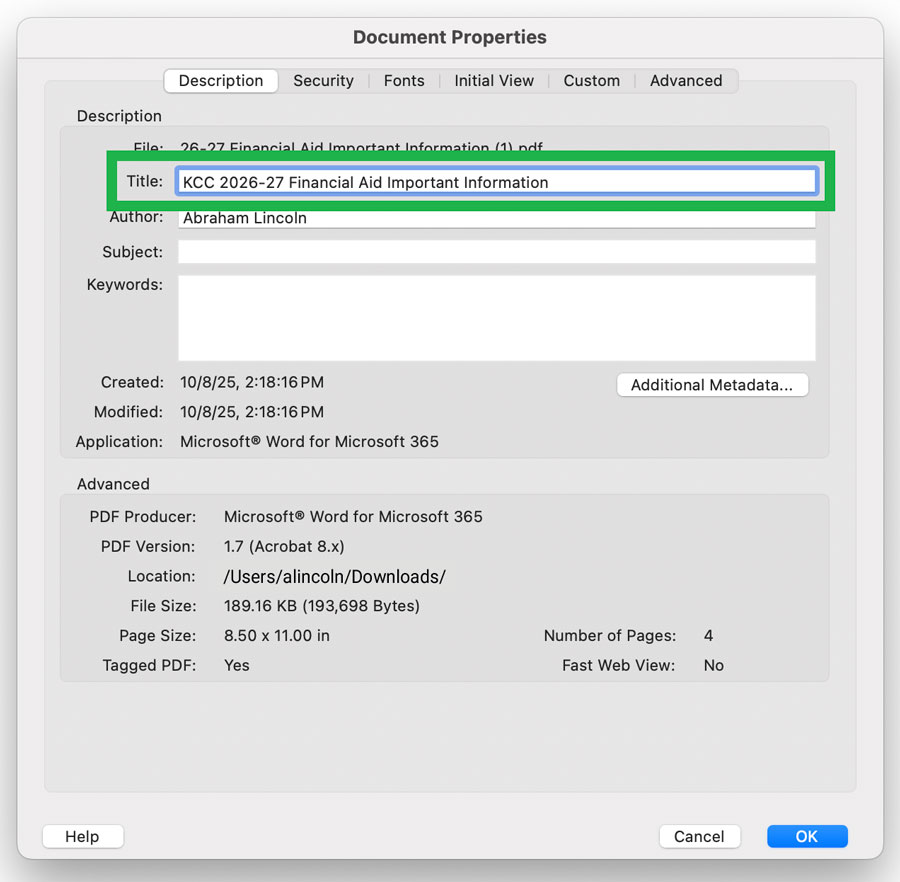 Document Properties
Description Security Fonts Initial View Custom Advanced
Description
File: 26-27 Financial Aid Important Information (1).pdf
Title: KCC 2026-27 Financial Aid Important Information
Author: Abraham Lincoln
Subject:
Keywords:
Created: 10/8/25, 2:18:16 PM
Additional Metadata...
Modified: 10/8/25, 2:18:16 PM
Application: Microsoft® Word for Microsoft 365
Advanced
PDF Producer: Microsoft® Word for Microsoft 365
PDF Version: 1.7 (Acrobat 8.x)
Location: /Users/alincoln/Downloads/
File Size: 189.16 KB (193,698 Bytes)
Page Size: 8.50 x 11.00 in Number of Pages: 4
Tagged PDF: Yes Fast Web View: No
Help Cancel OK